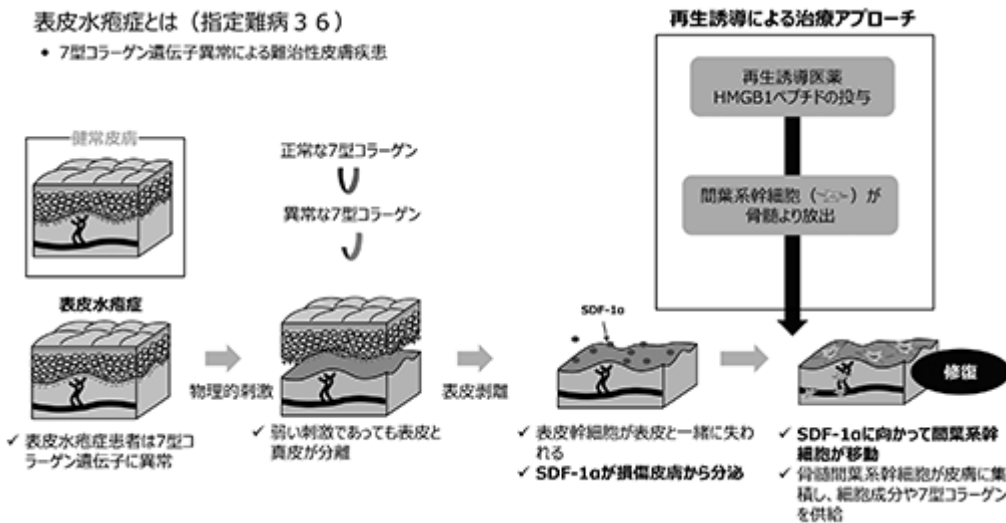 表皮水疱症とは（指定難病３６）
• 7型コラーゲン遺伝子異常による難治性皮膚疾患
健常皮膚
正常な7型コラーゲン
異常な7型コラーゲン
再生誘導による治療アプローチ
再生誘導医薬
HMGB1ペプチドの投与
間葉系幹細胞（ ）が
骨髄より放出
表皮水疱症
物理的刺激
表皮剥離
SDF-1α
修復
✓ 表皮水疱症患者は7型コ
ラーゲン遺伝子に異常
✓ 弱い刺激であっても表皮と
真皮が分離
✓ 表皮幹細胞が表皮と一緒に失わ
れる
✓ SDF-1αが損傷皮膚から分泌
✓ SDF-1αに向かって間葉系幹
細胞が移動
✓ 骨髄間葉系幹細胞が皮膚に集
積し、細胞成分や7型コラーゲン
を供給